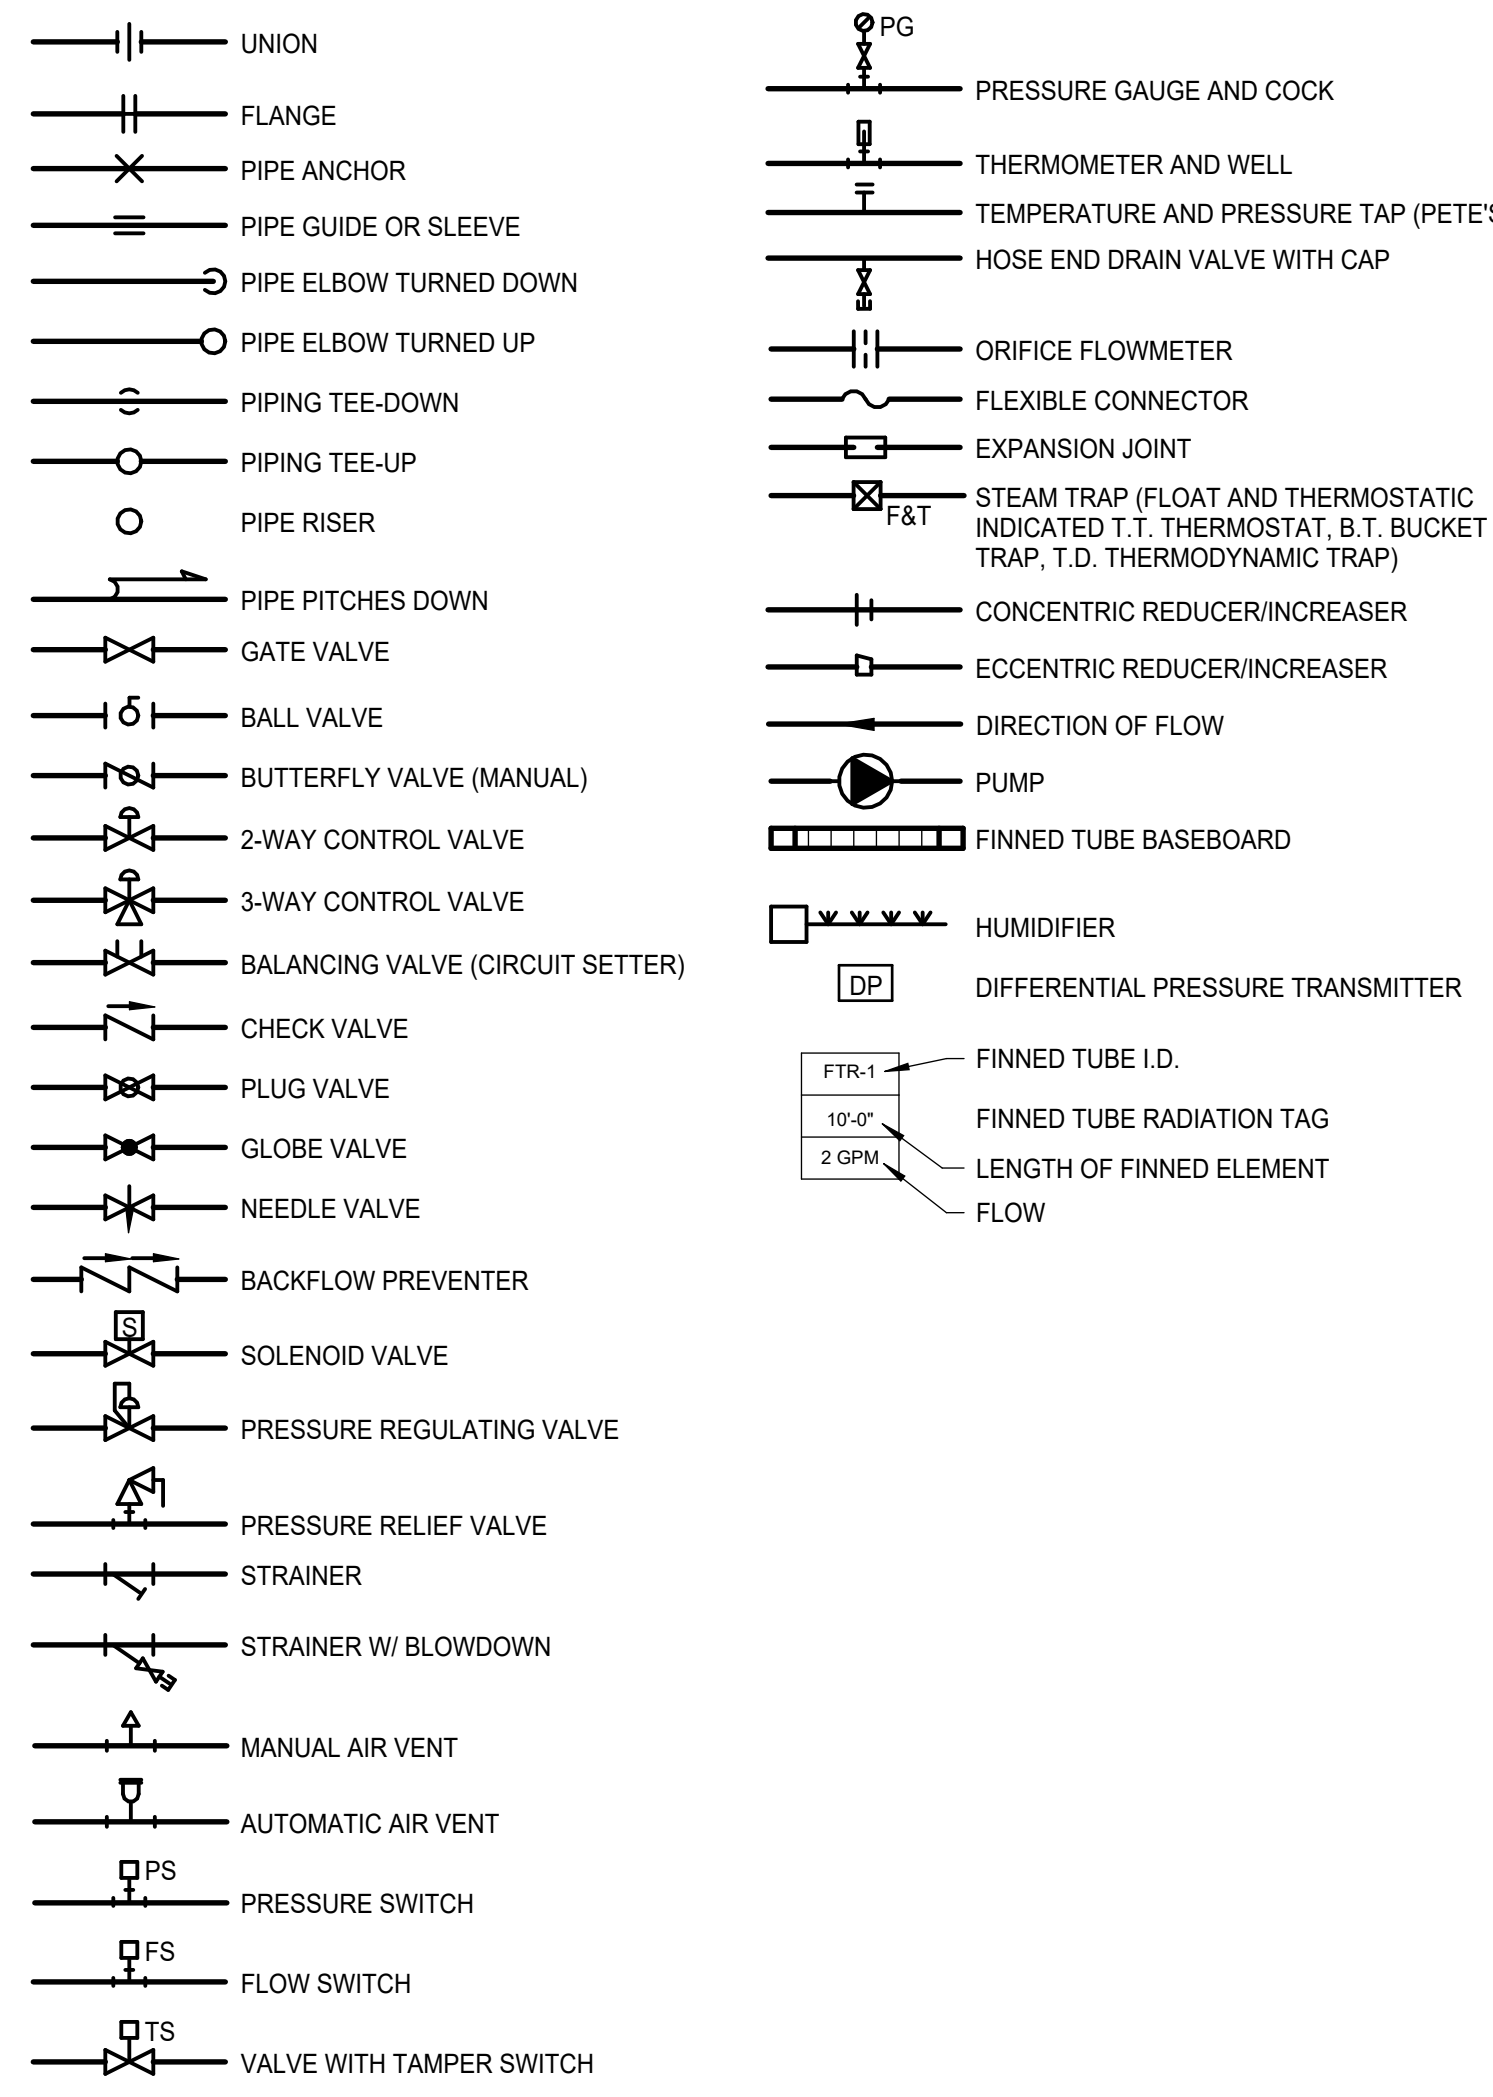 UNION
FLANGE
PIPE ANCHOR
PIPE GUIDE OR SLEEVE
PIPE ELBOW TURNED DOWN
PIPE ELBOW TURNED UP
PIPING TEE-DOWN
PIPING TEE-UP
PIPE RISER
PIPE PITCHES DOWN
GATE VALVE
BALL VALVE
BUTTERFLY VALVE (MANUAL)
2-WAY CONTROL VALVE
3-WAY CONTROL VALVE
BALANCING VALVE (CIRCUIT SETTER)
CHECK VALVE
PLUG VALVE
GLOBE VALVE
NEEDLE VALVE
BACKFLOW PREVENTER
S
SOLENOID VALVE
PRESSURE REGULATING VALVE
PRESSURE RELIEF VALVE
STRAINER
STRAINER W/ BLOWDOWN
MANUAL AIR VENT
AUTOMATIC AIR VENT
PS
PRESSURE SWITCH
FS
FLOW SWITCH
TS
VALVE WITH TAMPER SWITCH
PG
PRESSURE GAUGE AND COCK
THERMOMETER AND WELL
TEMPERATURE AND PRESSURE TAP (PETE'S
HOSE END DRAIN VALVE WITH CAP
ORIFICE FLOWMETER
FLEXIBLE CONNECTOR
EXPANSION JOINT
F&T
STEAM TRAP (FLOAT AND THERMOSTATIC
INDICATED T.T. THERMOSTAT, B.T. BUCKET
TRAP, T.D. THERMODYNAMIC TRAP)
CONCENTRIC REDUCER/INCREASER
ECCENTRIC REDUCER/INCREASER
DIRECTION OF FLOW
PUMP
FINNED TUBE BASEBOARD
HUMIDIFIER
DP
DIFFERENTIAL PRESSURE TRANSMITTER
FTR-1
FINNED TUBE I.D.
10'-0"
FINNED TUBE RADIATION TAG
2 GPM
LENGTH OF FINNED ELEMENT
FLOW